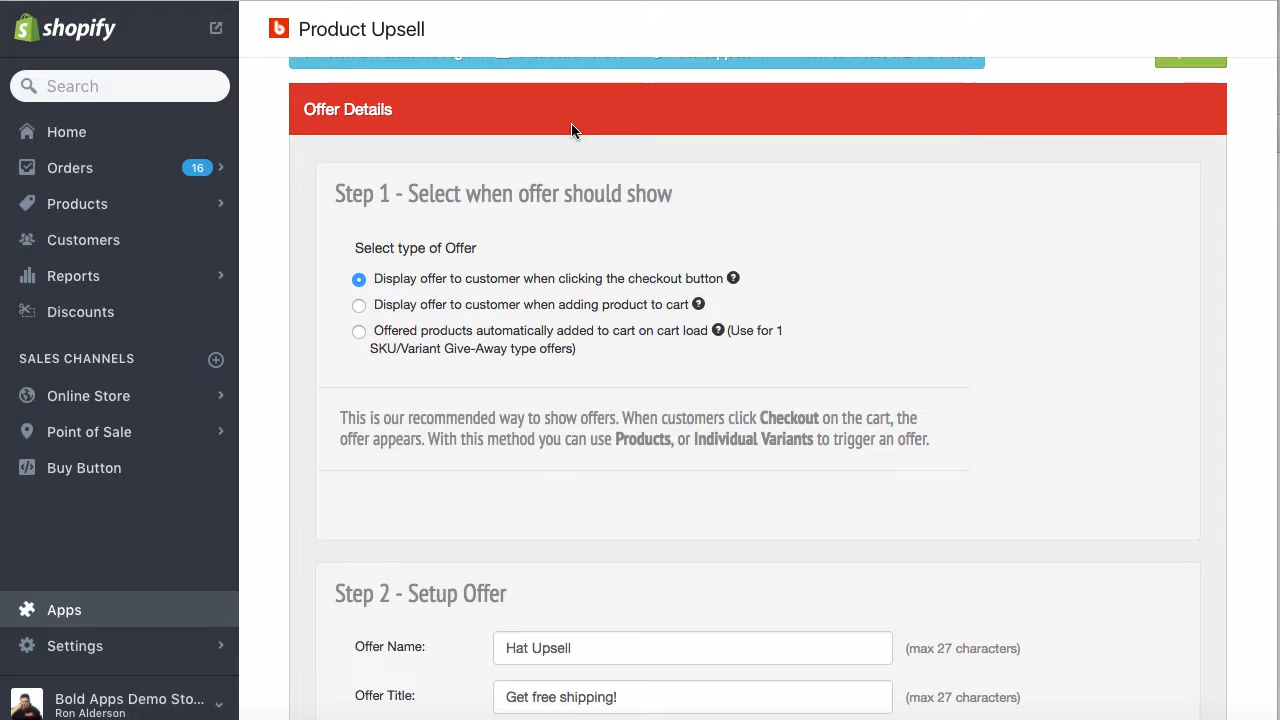 shopify
Product Upsell
Search
Offer Details
Home
Orders 16
Products
Customers
Reports
Discounts
SALES CHANNELS
Online Store
Point of Sale
Buy Button
Apps
Settings
Bold Apps Demo Sto...
Ron Alderson
Step 1 - Select when offer should show
Select type of Offer
Display offer to customer when clicking the checkout button ?
Display offer to customer when adding product to cart ?
Offered products automatically added to cart on cart load ? (Use for 1
SKU/Variant Give-Away type offers)
This is our recommended way to show offers. When customers click Checkout on the cart, the
offer appears. With this method you can use Products, or Individual Variants to trigger an offer.
Step 2 - Setup Offer
Offer Name: Hat Upsell (max 27 characters)
Offer Title: Get free shipping! (max 27 characters)